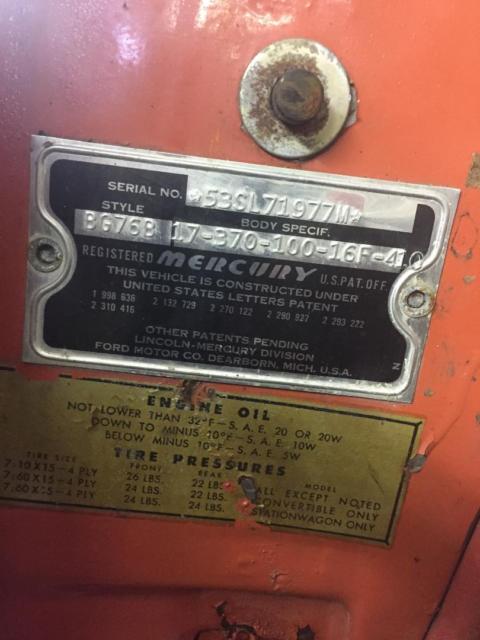 SERIAL NO. *53SL71977M*
STYLE BODY SPECIF.
BG76B 17-370-100-16F-410
REGISTERED MERCURY U.S.PAT.OFF.
THIS VEHICLE IS CONSTRUCTED UNDER
UNITED STATES LETTERS PATENT
1 998 636 2 132 729 2 270 122 2 290 927 2 293 222
2 310 416
OTHER PATENTS PENDING
LINCOLN-MERCURY DIVISION
FORD MOTOR CO. DEARBORN, MICH. U.S.A.
N
ENGINE OIL
NOT LOWER THAN 32°F-S.A.E. 20 OR 20W
DOWN TO MINUS 10°F-S.A.E. 10W
BELOW MINUS 10°F-S.A.E. 5W
TIRE PRESSURES
TIRE SIZE FRONT REAR MODEL
7:10X15-4 PLY 26 LBS. 22 LBS. ALL EXCEPT NOTED
7:60X15-4 PLY 24 LBS. 22 LBS. CONVERTIBLE ONLY
7:60X15-4 PLY 24 LBS. 24 LBS. STATIONWAGON ONLY